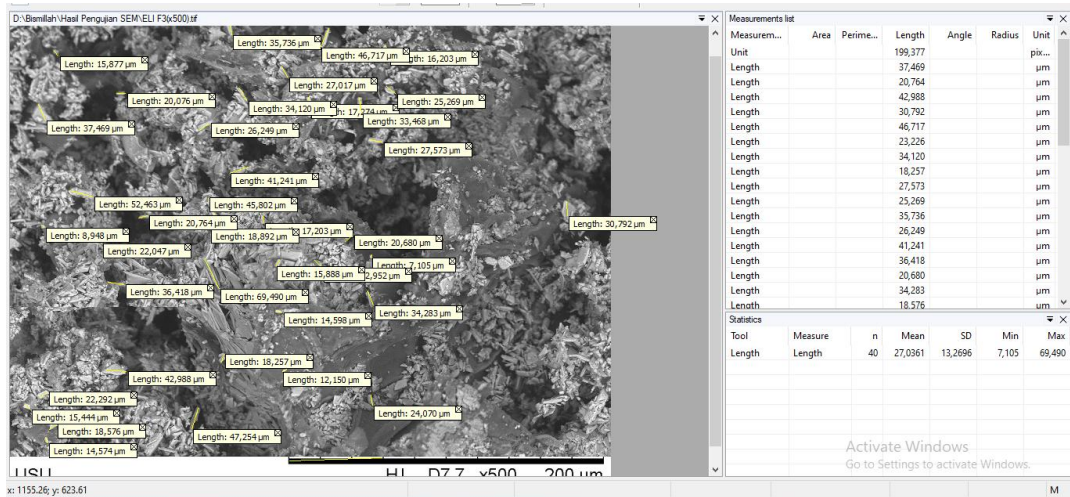 D:\Bismillah\Hasil Pengujian SEM\ELI F3(x500).tif
Length: 35,736 µm
Length: 46,717 µm
gth: 16,203 µm
Length: 15,877 µm
Length: 27,017 µm
Length: 20,076 µm
Length: 25,269 µm
Length: 34,120 µm
h: 17,274 µm
Length: 33,468 µm
Length: 37,469 µm
Length: 26,249 µm
Length: 27,573 µm
Length: 41,241 µm
Length: 52,463 µm
Length: 45,802 µm
Length: 20,764 µm
Length: 30,792 µm
Length: 8,948 µm
Length: 18,892 µm
17,203 µm
Length: 20,680 µm
Length: 22,047 µm
7,105 µm
Length: 15,888 µm
2,952 µm
Length: 36,418 µm
Length: 69,490 µm
Length: 34,283 µm
Length: 14,598 µm
Length: 18,257 µm
Length: 42,988 µm
Length: 12,150 µm
Length: 22,292 µm
Length: 15,444 µm
Length: 24,070 µm
Length: 18,576 µm
Length: 47,254 µm
Length: 14,574 µm
USU HL D7.7 x500 200 um
Measurements list
Measurem... Area Perime... Length Angle Radius Unit
Unit 199,377 pix...
Length 37,469 µm
Length 20,764 µm
Length 42,988 µm
Length 30,792 µm
Length 46,717 µm
Length 23,226 µm
Length 34,120 µm
Length 18,257 µm
Length 27,573 µm
Length 25,269 µm
Length 35,736 µm
Length 26,249 µm
Length 41,241 µm
Length 36,418 µm
Length 20,680 µm
Length 34,283 µm
Length 18,576 µm
Statistics
Tool Measure n Mean SD Min Max
Length Length 40 27,0361 13,2696 7,105 69,490
Activate Windows
Go to Settings to activate Windows.
x: 1155.26; y: 623.61
M